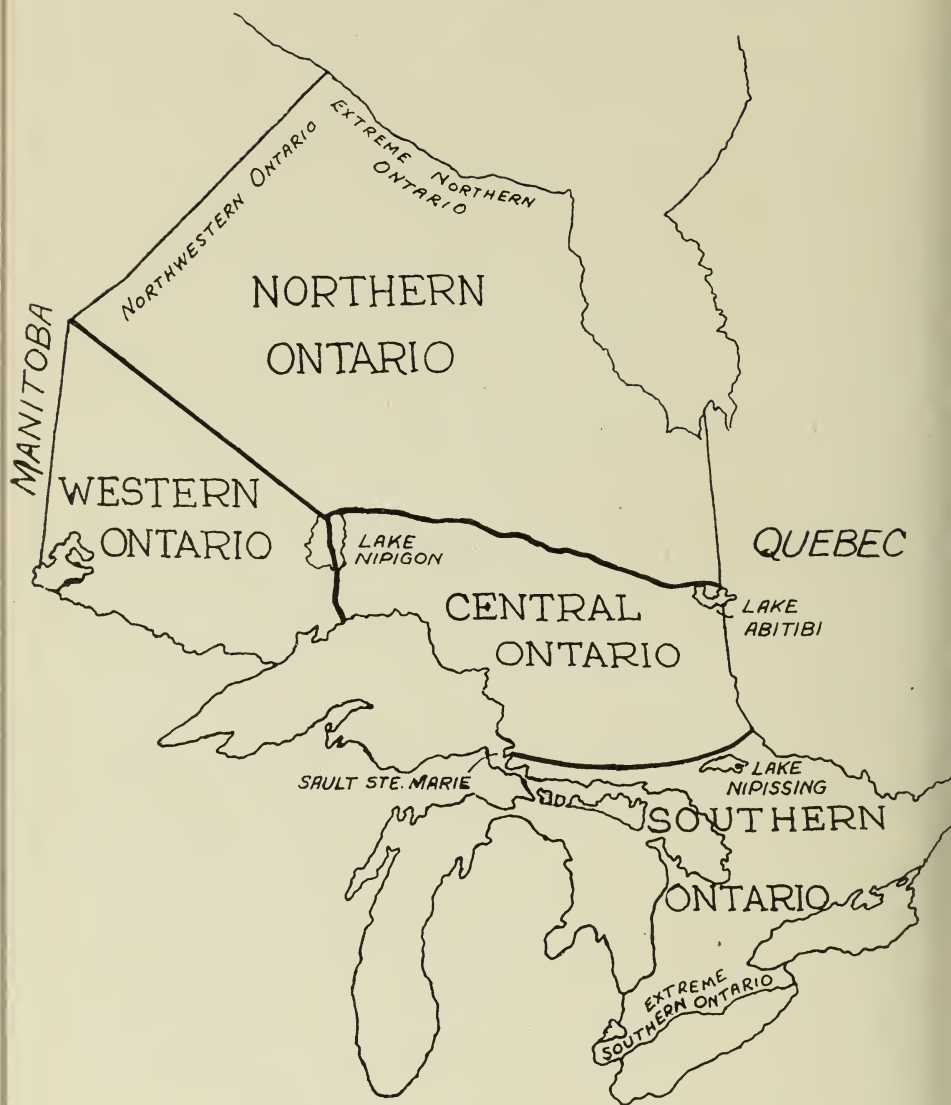 EXTREME NORTHERN
ONTARIO
NORTHWESTERN ONTARIO
NORTHERN
ONTARIO
MANITOBA
WESTERN
ONTARIO
LAKE
NIPIGON
QUEBEC
CENTRAL
ONTARIO
LAKE
ABITIBI
SAULT STE. MARIE
LAKE
NIPISSING
SOUTHERN
ONTARIO
EXTREME
SOUTHERN ONTARIO